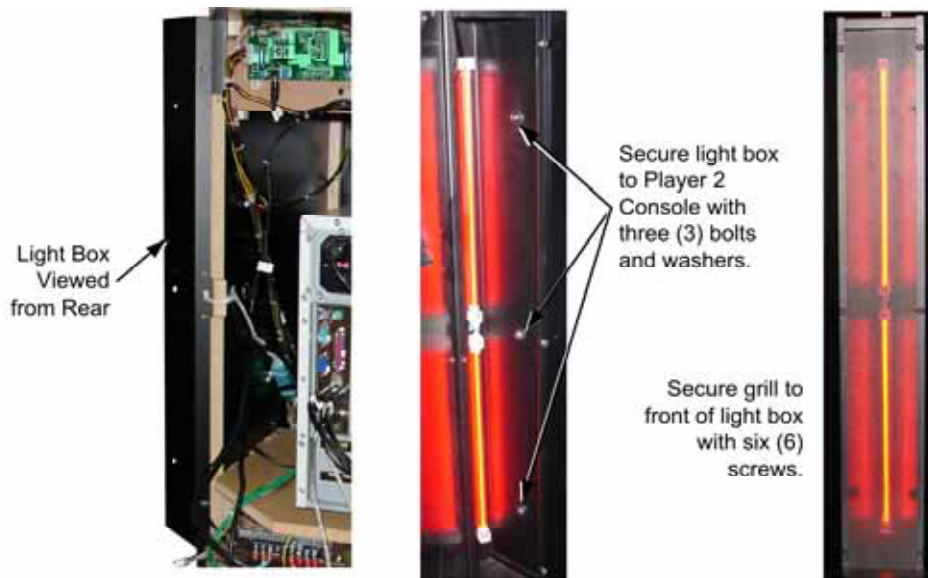 Light Box
Viewed
from Rear
Secure light box
to Player 2
Console with
three (3) bolts
and washers.
Secure grill to
front of light box
with six (6)
screws.